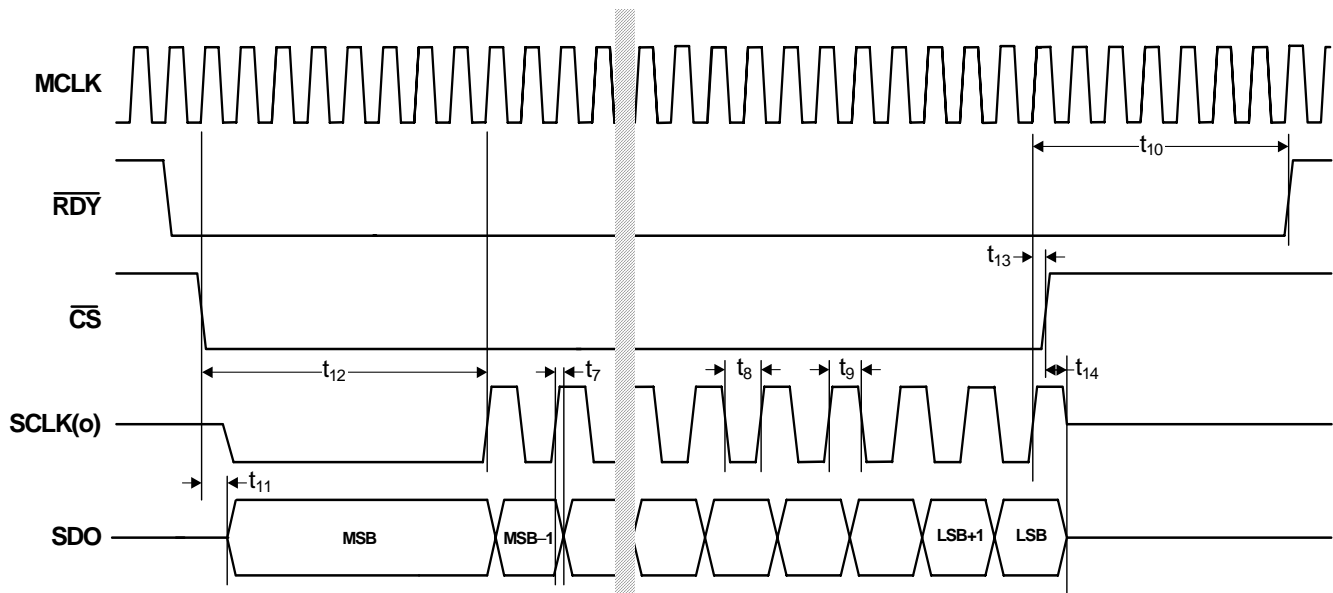 MCLK
RDY
t10
t13
CS
t12
t7
t8
t9
t14
SCLK(o)
t11
SDO
MSB
MSB–1
LSB+1
LSB